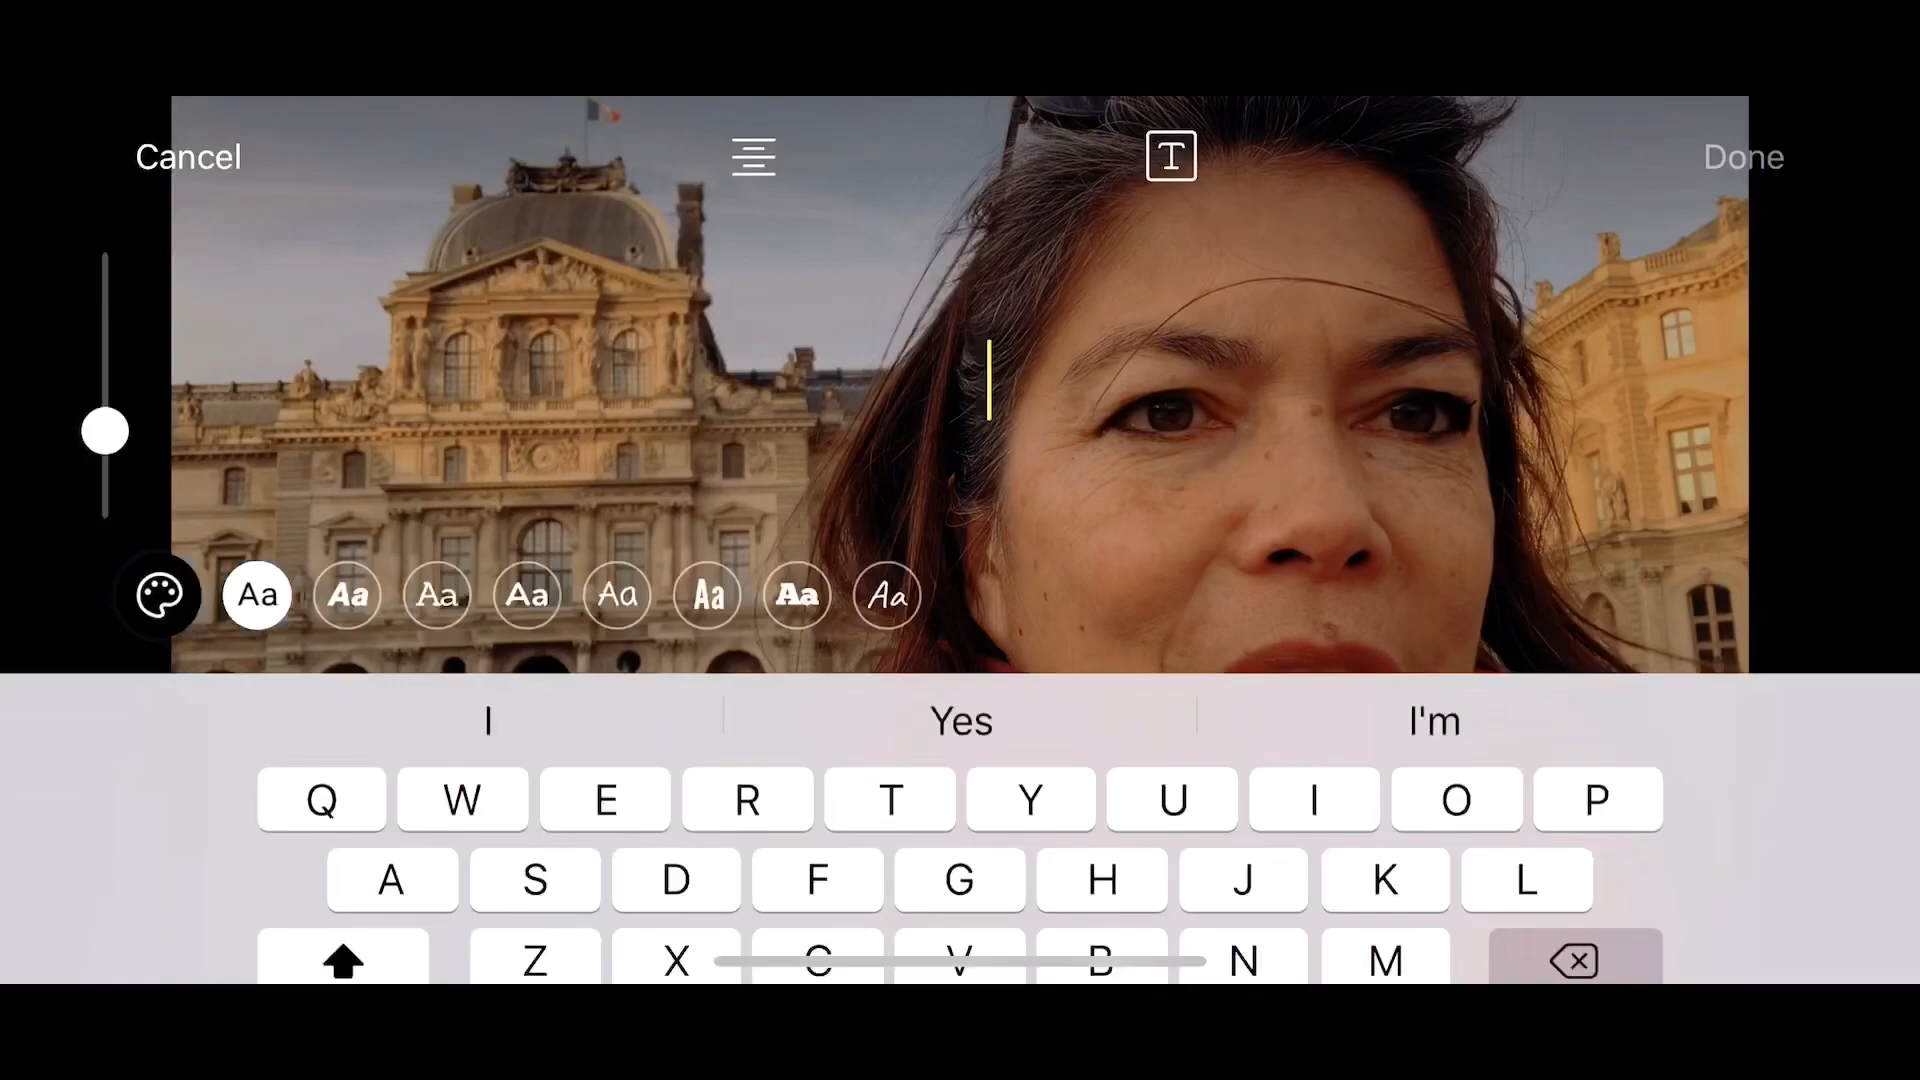 Cancel T Done
Aa Aa Aa Aa Aa Aa Aa Aa
I Yes I'm
Q W E R T Y U I O P
A S D F G H J K L
Z X C V B N M